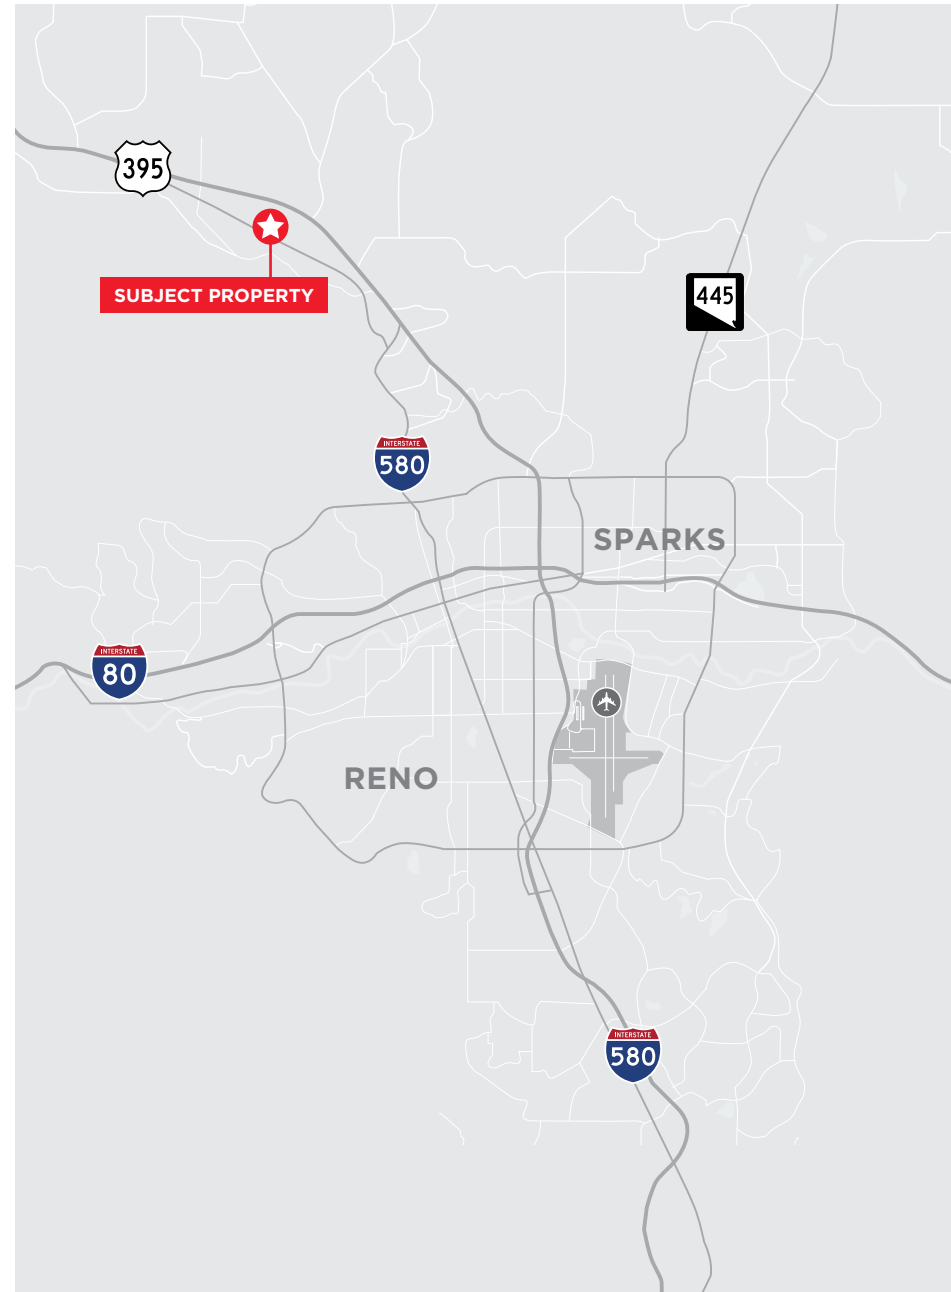 395
SUBJECT PROPERTY
445
INTERSTATE
580
SPARKS
INTERSTATE
80
RENO
INTERSTATE
580